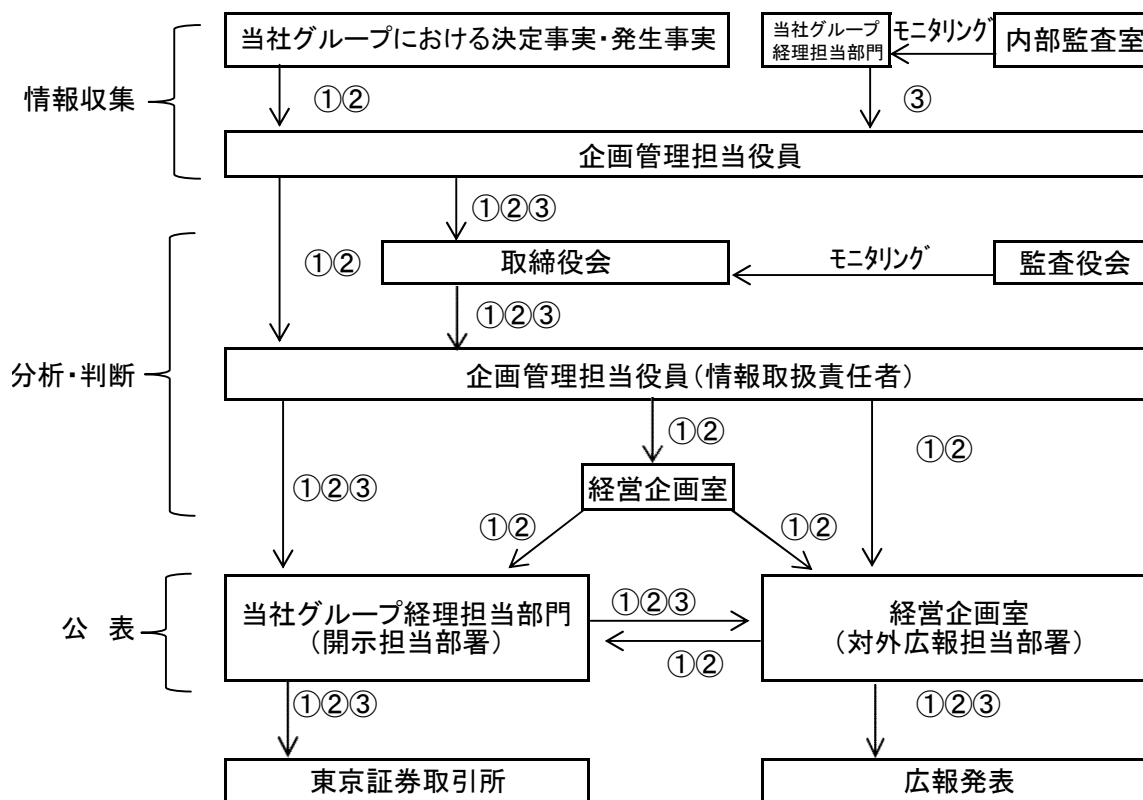 当社グループにおける決定事実・発生事実
当社グループ
経理担当部門
モニタリング
内部監査室
情報収集
①②
③
企画管理担当役員
①②③
①②
取締役会
モニタリング
監査役会
①②③
分析・判断
企画管理担当役員（情報取扱責任者）
①②
①②
①②③
経営企画室
①②
①②
公 表
当社グループ経理担当部門
（開示担当部署）
①②③
①②
経営企画室
（対外広報担当部署）
①②③
①②③
東京証券取引所
広報発表